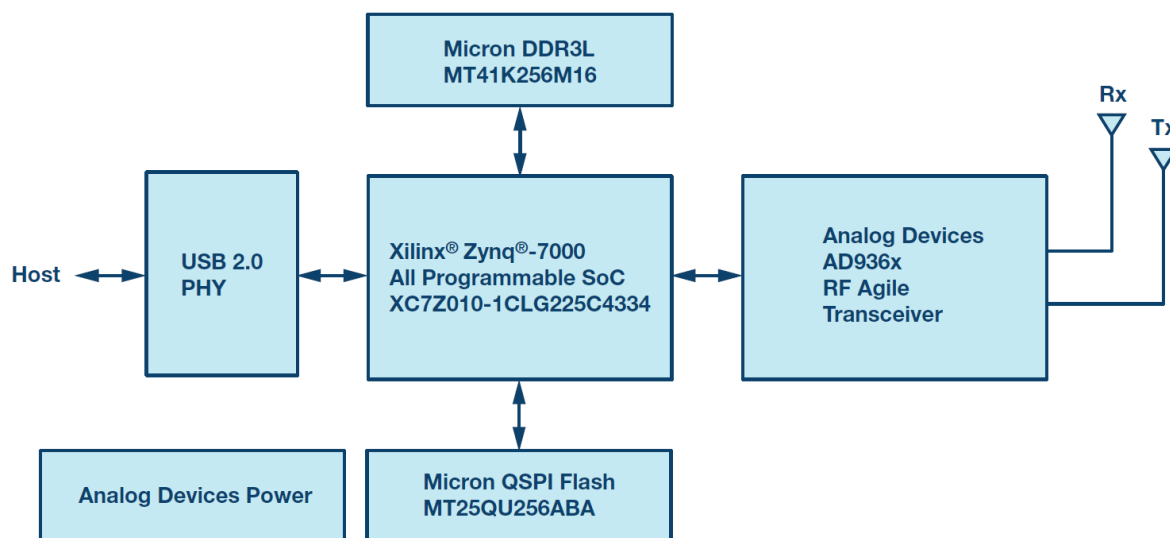 Micron DDR3L
MT41K256M16
Rx
Tx
Host
USB 2.0
PHY
Xilinx® Zynq®-7000
All Programmable SoC
XC7Z010-1CLG225C4334
Analog Devices
AD936x
RF Agile
Transceiver
Analog Devices Power
Micron QSPI Flash
MT25QU256ABA